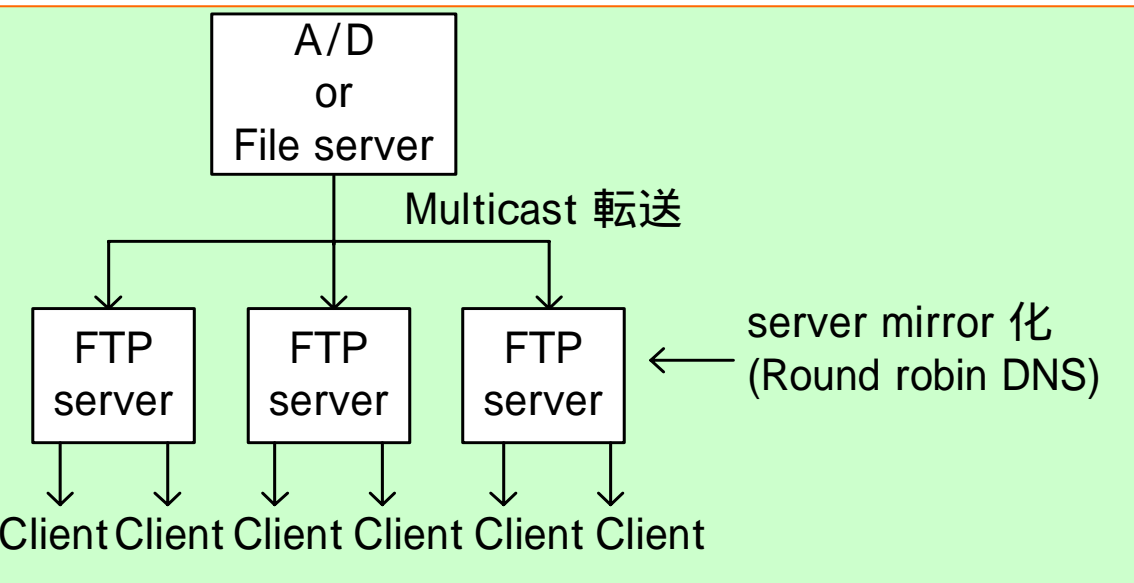 A/D
or
File server
Multicast 転送
FTP
server
FTP
server
FTP
server
server mirror 化
(Round robin DNS)
Client Client Client Client Client Client